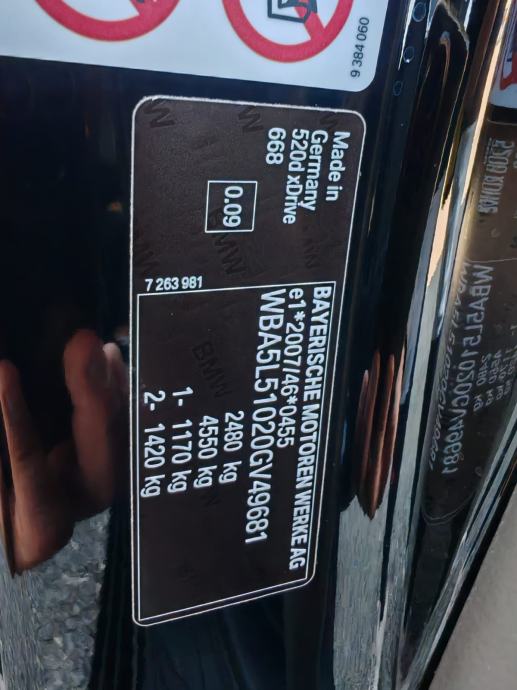 9 384 060
Made in
Germany
520d xDrive
668
0.09
7 263 981
BAYERISCHE MOTOREN WERKE AG
e1*2007/46*0455
WBA5L51020GV49681
2480 kg
4550 kg
1- 1170 kg
2- 1420 kg
BMW